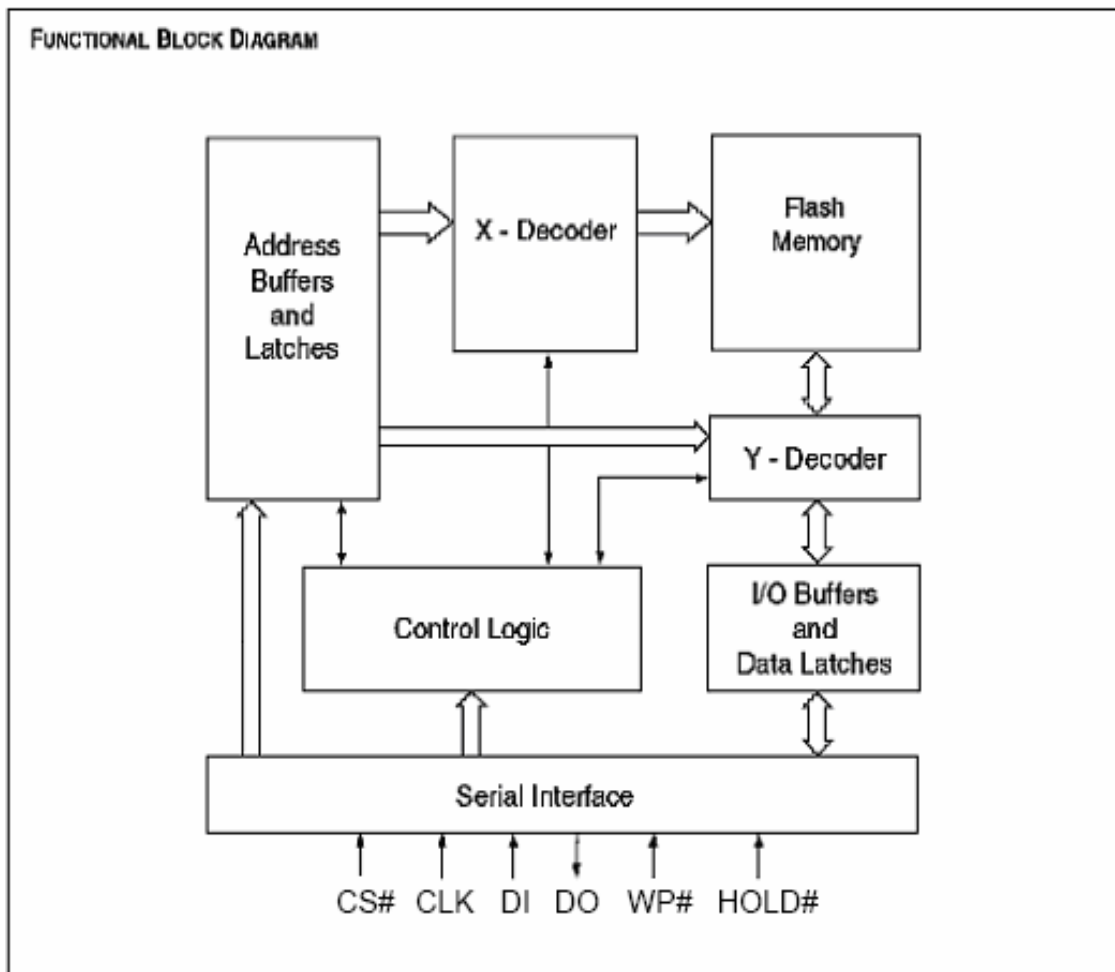 FUNCTIONAL BLOCK DIAGRAM
Address
Buffers
and
Latches
X - Decoder
Flash
Memory
Y - Decoder
Control Logic
I/O Buffers
and
Data Latches
Serial Interface
CS# CLK DI DO WP# HOLD#